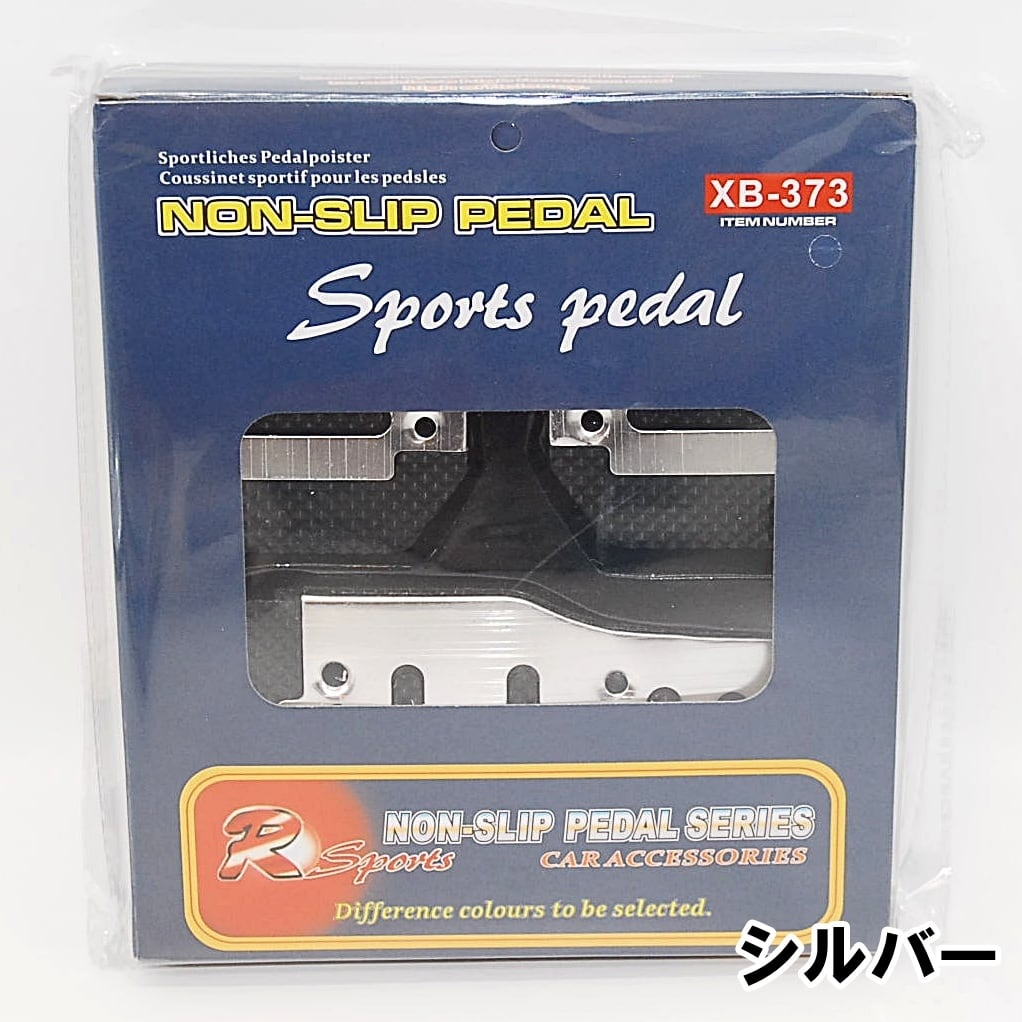 Sportliches Pedalpoister
Coussinet sportif pour les pedsles
NON-SLIP PEDAL
XB-373
ITEM NUMBER
Sports pedal
R Sports
NON-SLIP PEDAL SERIES
CAR ACCESSORIES
Difference colours to be selected.
シルバー